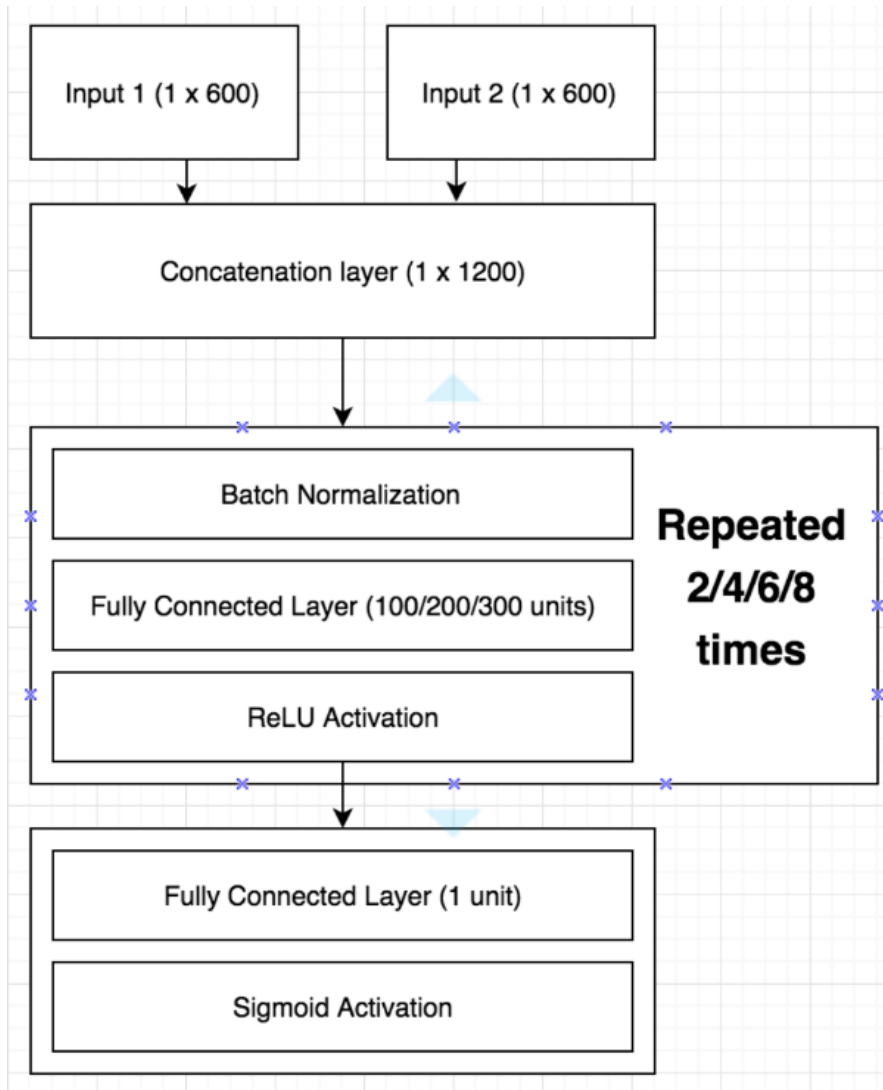 Input 1 (1 x 600)
Input 2 (1 x 600)
Concatenation layer (1 x 1200)
Batch Normalization
Fully Connected Layer (100/200/300 units)
ReLU Activation
Repeated
2/4/6/8
times
Fully Connected Layer (1 unit)
Sigmoid Activation